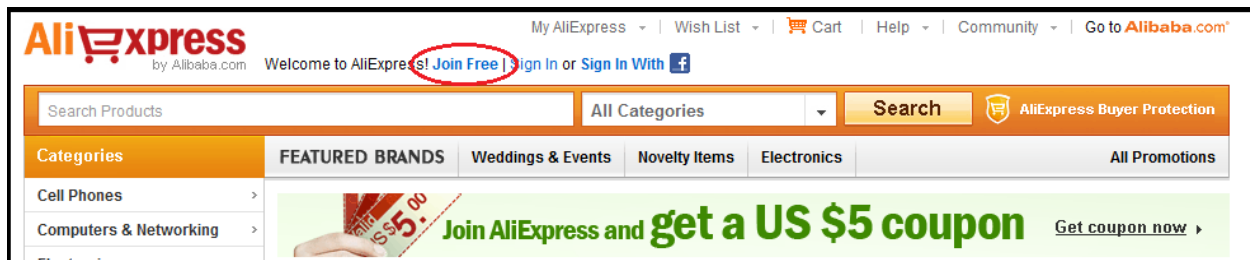 AliExpress
by Alibaba.com
My AliExpress | Wish List | Cart | Help | Community | Go to Alibaba.com
Welcome to AliExpress! Join Free | Sign In or Sign In With f
Search Products
All Categories
Search
AliExpress Buyer Protection
Categories
FEATURED BRANDS
Weddings & Events
Novelty Items
Electronics
All Promotions
Cell Phones >
Computers & Networking >
$5.00
Join AliExpress and get a US $5 coupon
Get coupon now